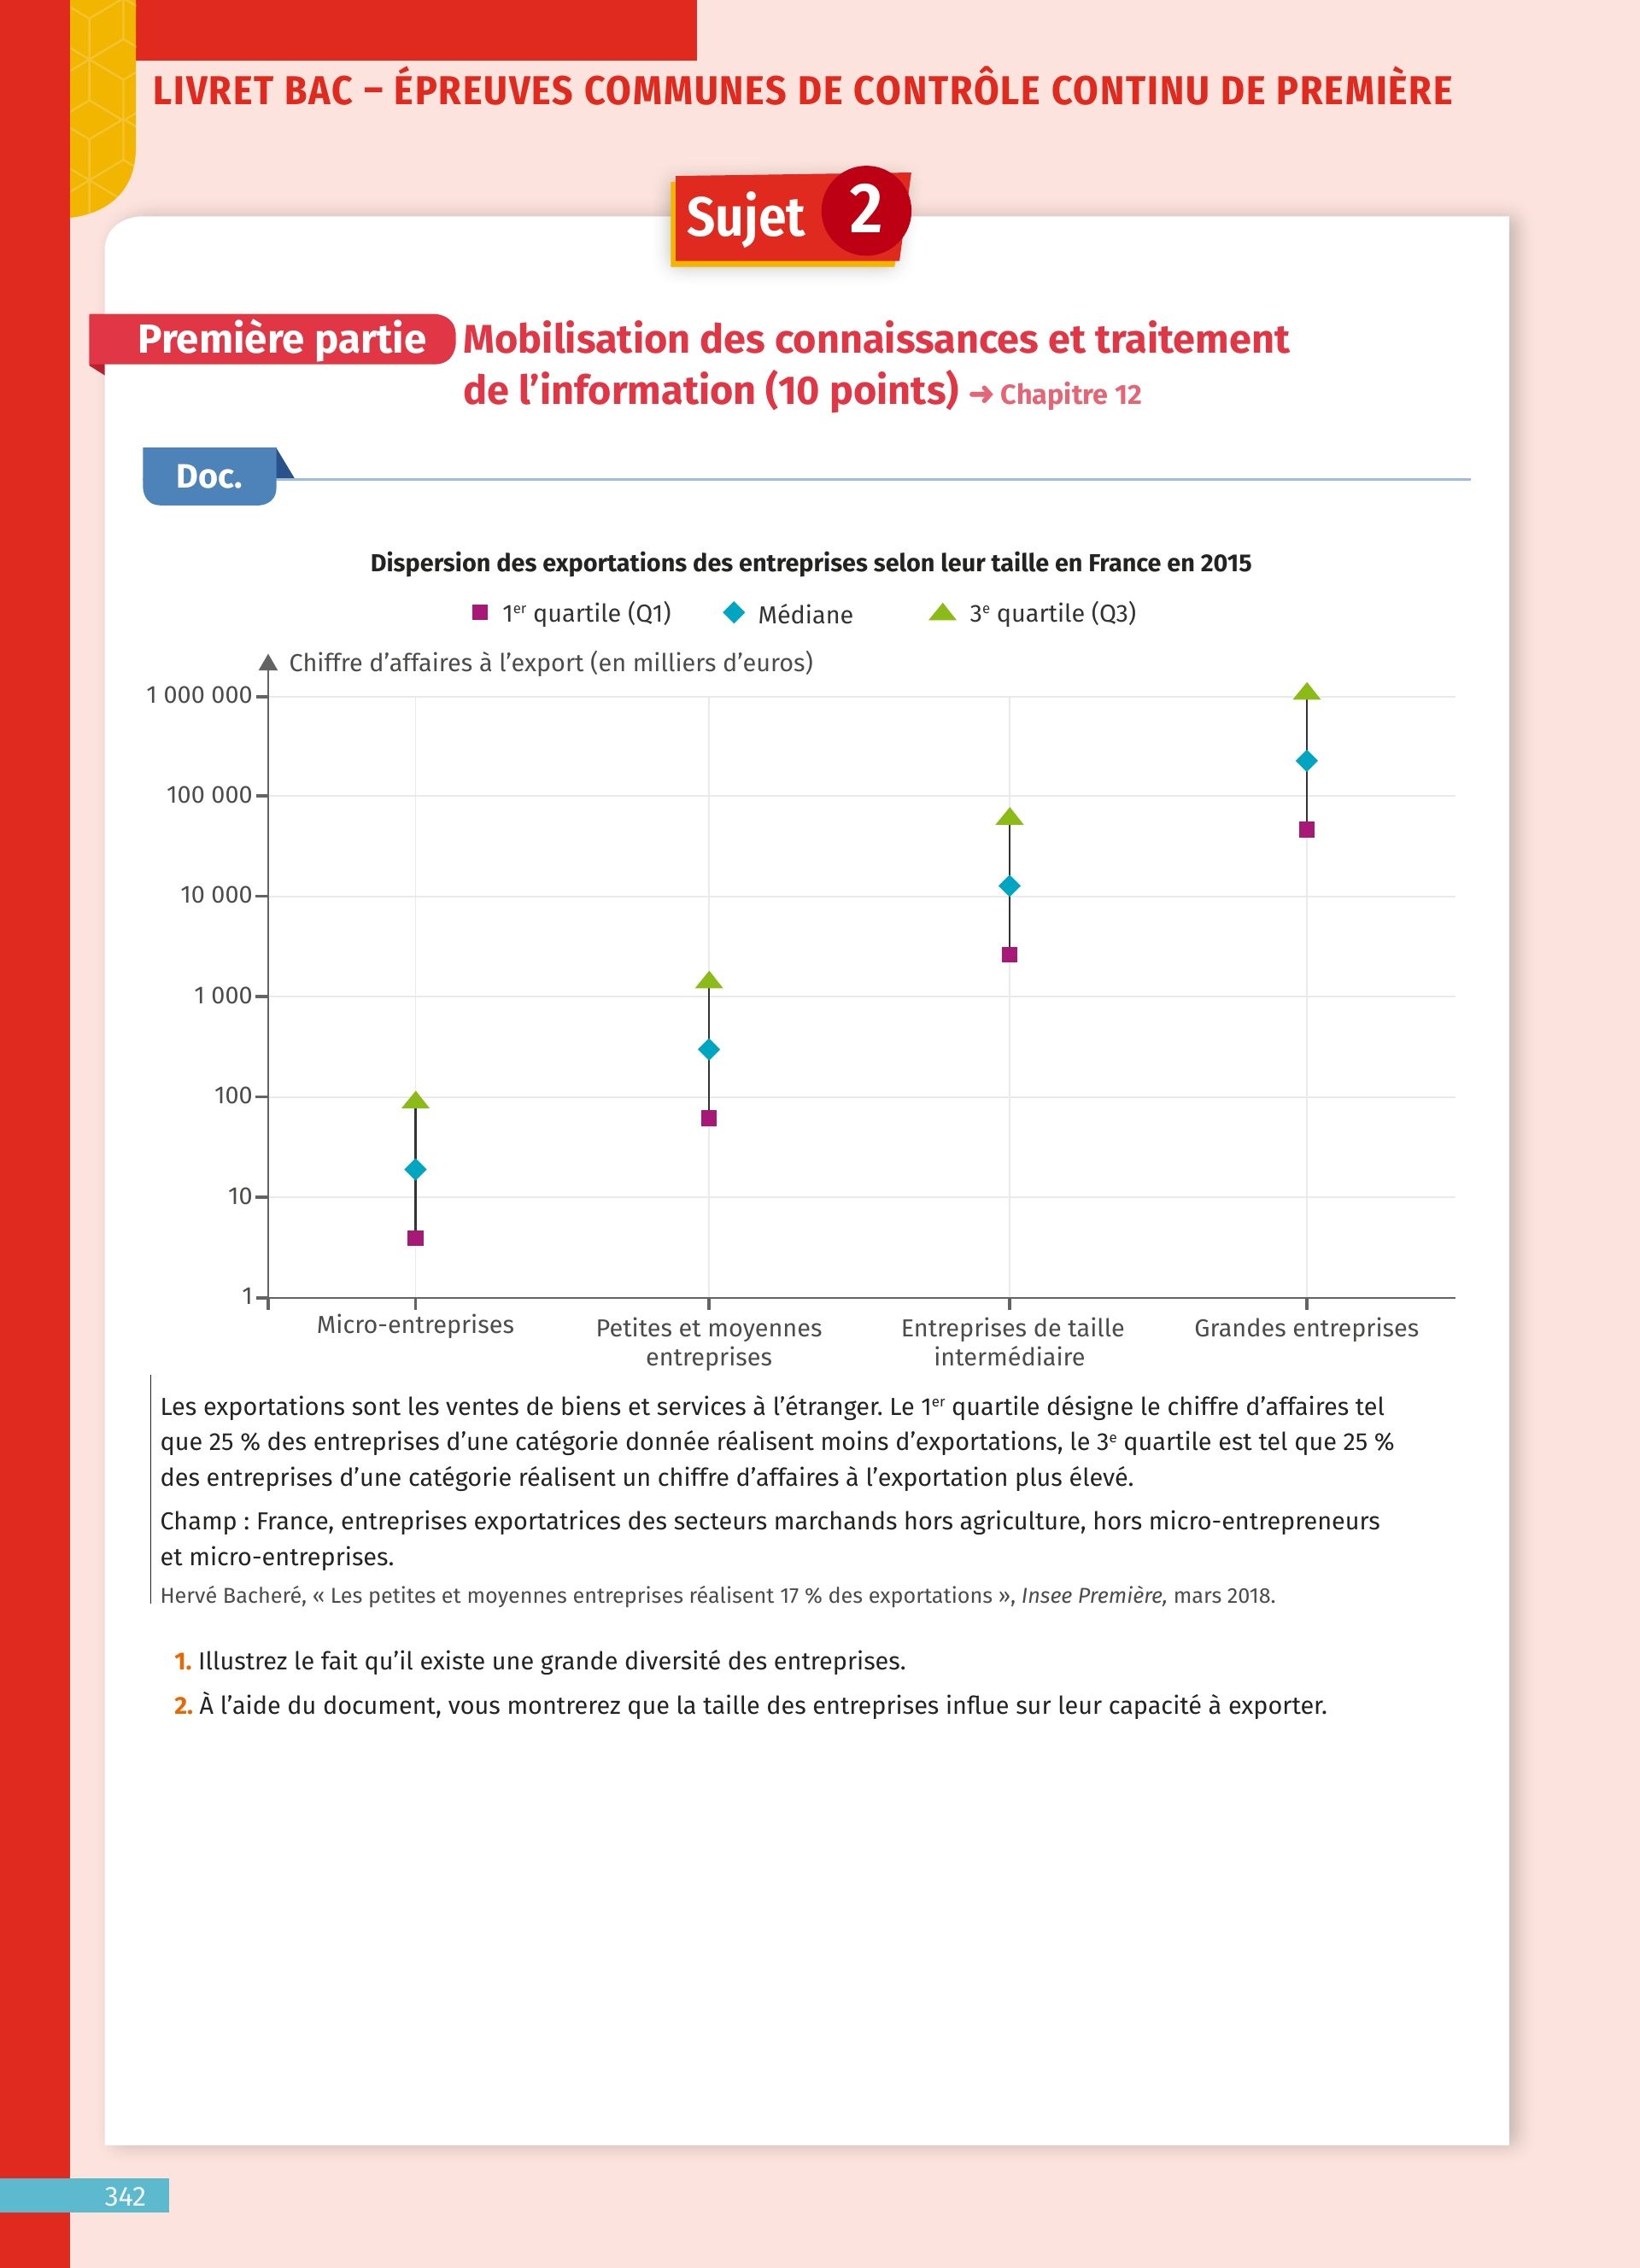 LIVRET BAC – ÉPREUVES COMMUNES DE CONTRÔLE CONTINU DE PREMIÈRE
Sujet 2
Première partie Mobilisation des connaissances et traitement
de l’information (10 points) ➜ Chapitre 12
Doc.
Dispersion des exportations des entreprises selon leur taille en France en 2015
1er quartile (Q1) Médiane 3e quartile (Q3)
Chiffre d’affaires à l’export (en milliers d’euros)
1 000 000
100 000
10 000
1 000
100
10
1
Micro-entreprises
Petites et moyennes
entreprises
Entreprises de taille
intermédiaire
Grandes entreprises
Les exportations sont les ventes de biens et services à l’étranger. Le 1er quartile désigne le chiffre d’affaires tel
que 25 % des entreprises d’une catégorie donnée réalisent moins d’exportations, le 3e quartile est tel que 25 %
des entreprises d’une catégorie réalisent un chiffre d’affaires à l’exportation plus élevé.
Champ : France, entreprises exportatrices des secteurs marchands hors agriculture, hors micro-entrepreneurs
et micro-entreprises.
Hervé Bacheré, « Les petites et moyennes entreprises réalisent 17 % des exportations », Insee Première, mars 2018.
1. Illustrez le fait qu’il existe une grande diversité des entreprises.
2. À l’aide du document, vous montrerez que la taille des entreprises influe sur leur capacité à exporter.
342